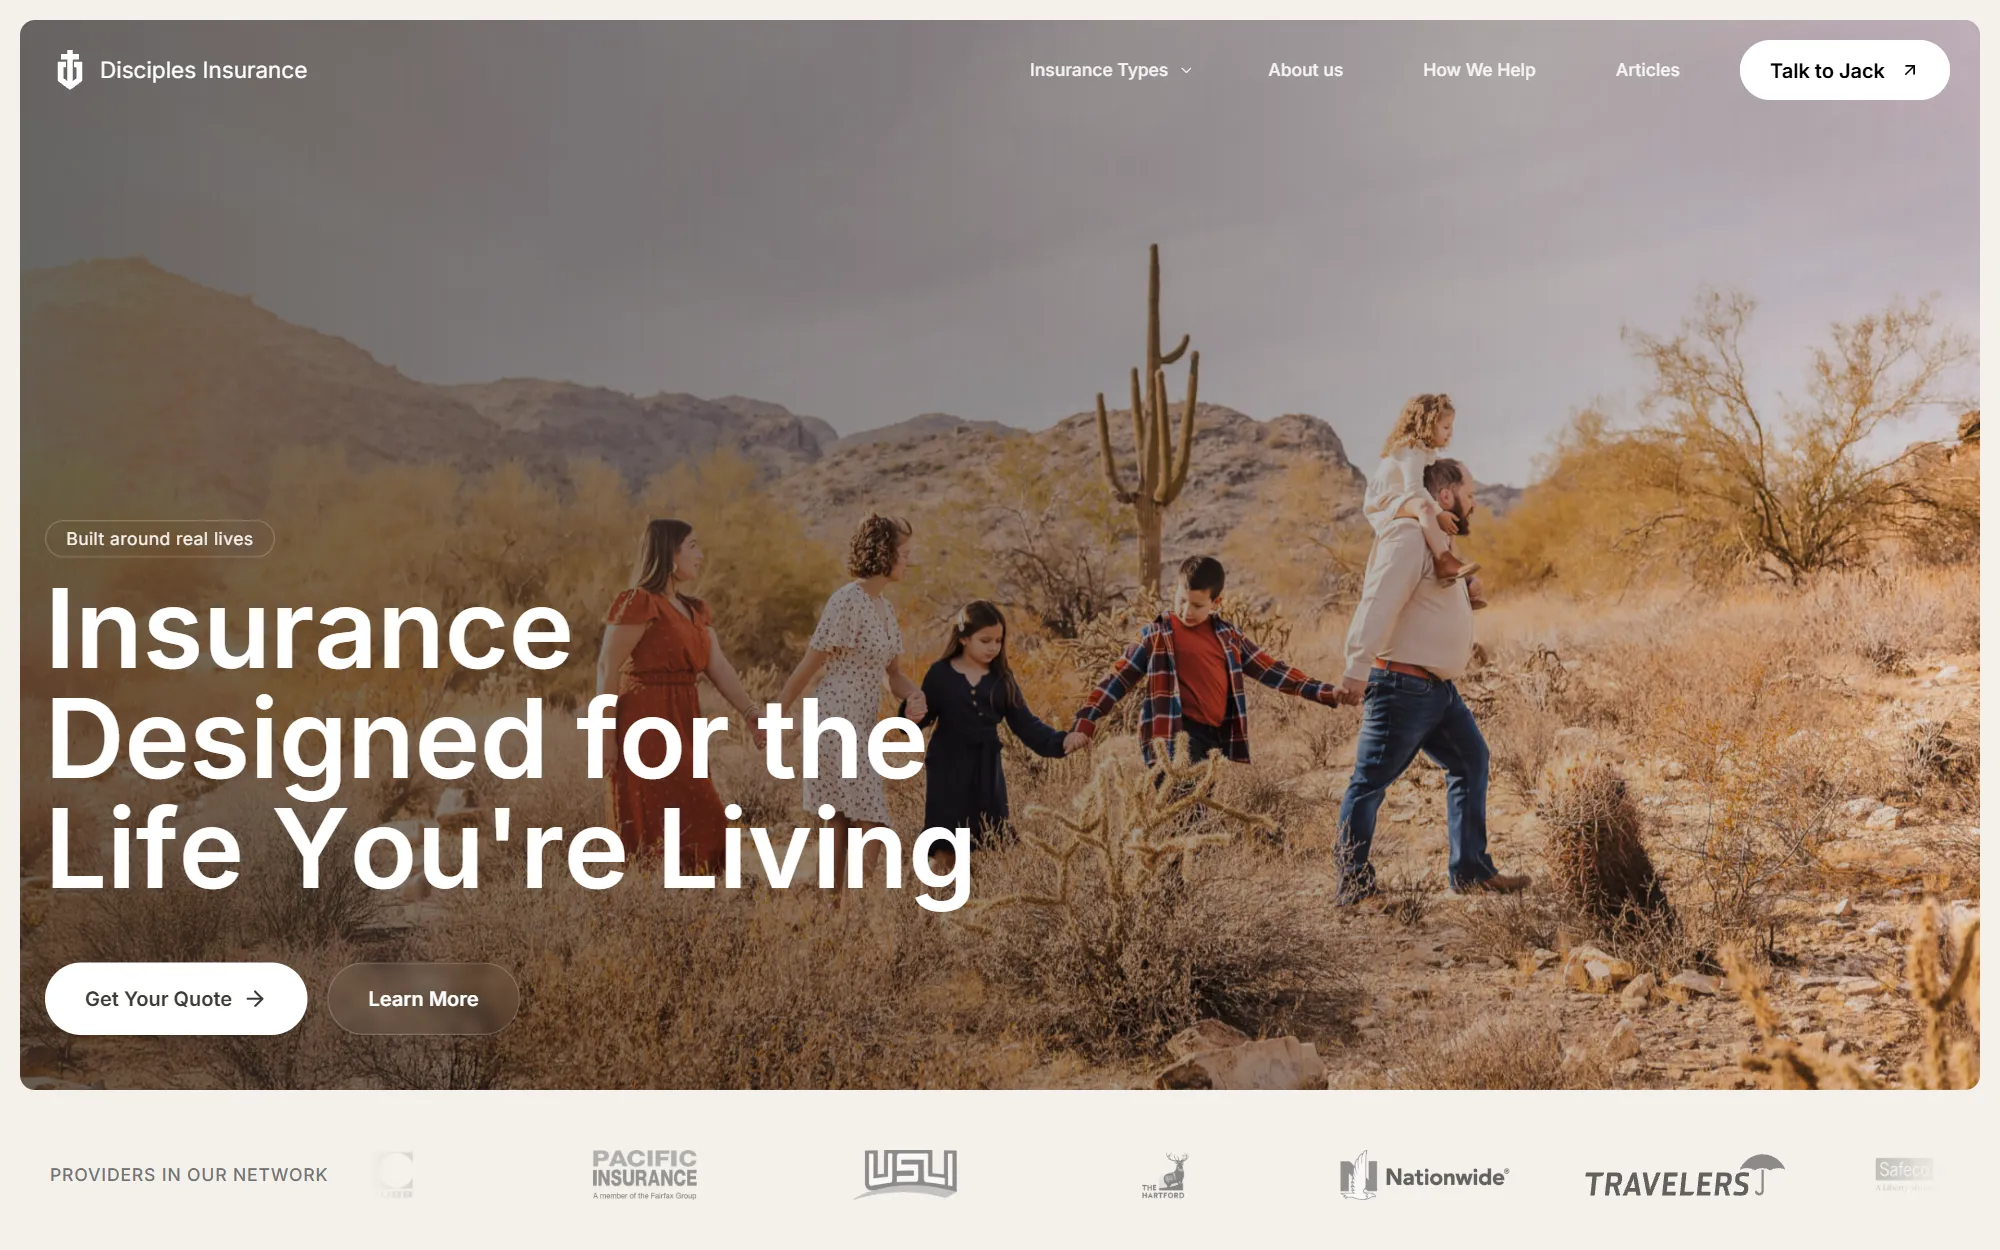 Disciples Insurance
Insurance Types
About us
How We Help
Articles
Talk to Jack
Built around real lives
Insurance
Designed for the
Life You're Living
Get Your Quote
Learn More
PROVIDERS IN OUR NETWORK
PACIFIC
INSURANCE
A member of the Fairfax Group
USLI
THE
HARTFORD
Nationwide®
TRAVELERS
Safeco